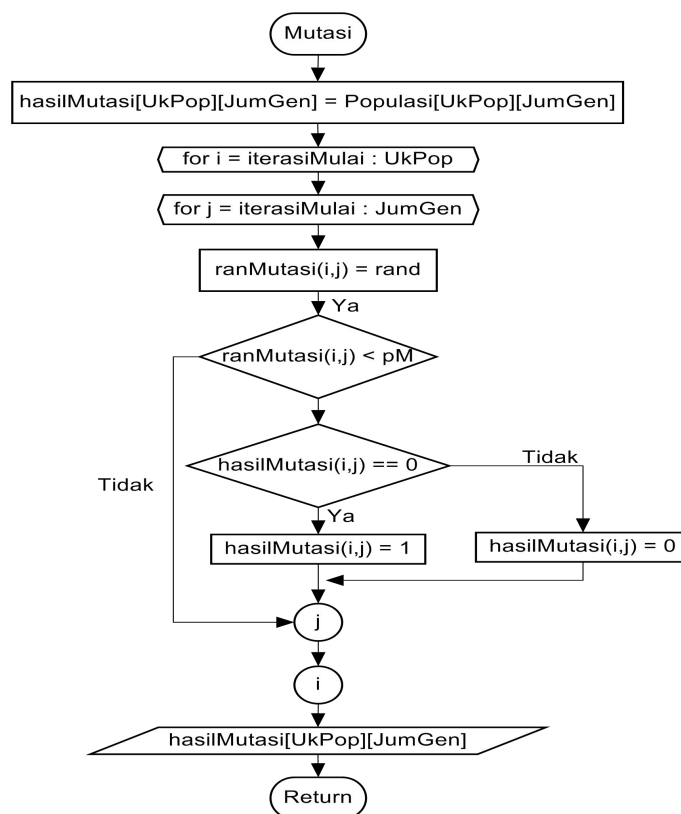 Mutasi
hasilMutasi[UkPop][JumGen] = Populasi[UkPop][JumGen]
for i = iterasiMulai : UkPop
for j = iterasiMulai : JumGen
ranMutasi(i,j) = rand
Ya
ranMutasi(i,j) < pM
hasilMutasi(i,j) == 0
Tidak
Tidak
Ya
hasilMutasi(i,j) = 1
hasilMutasi(i,j) = 0
j
i
hasilMutasi[UkPop][JumGen]
Return